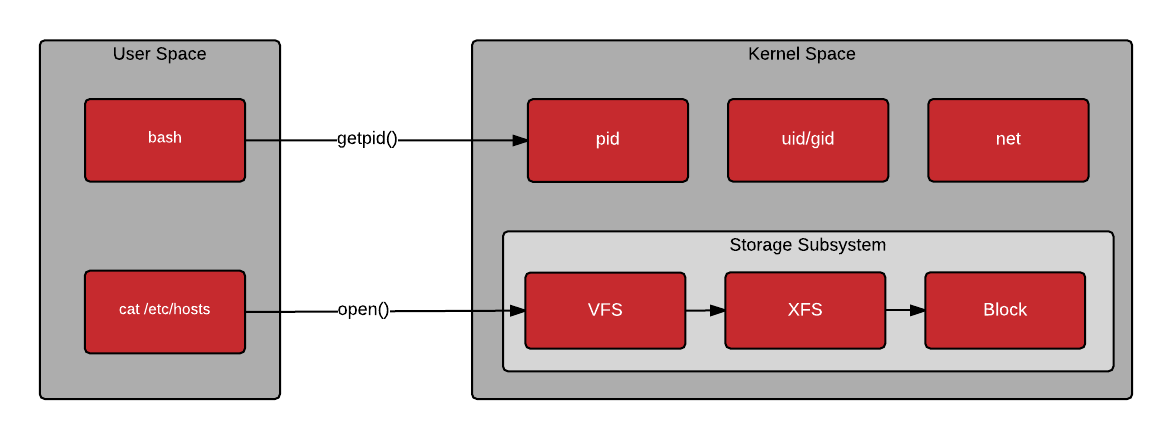 User Space
Kernel Space
bash
getpid()
pid
uid/gid
net
Storage Subsystem
cat /etc/hosts
open()
VFS
XFS
Block